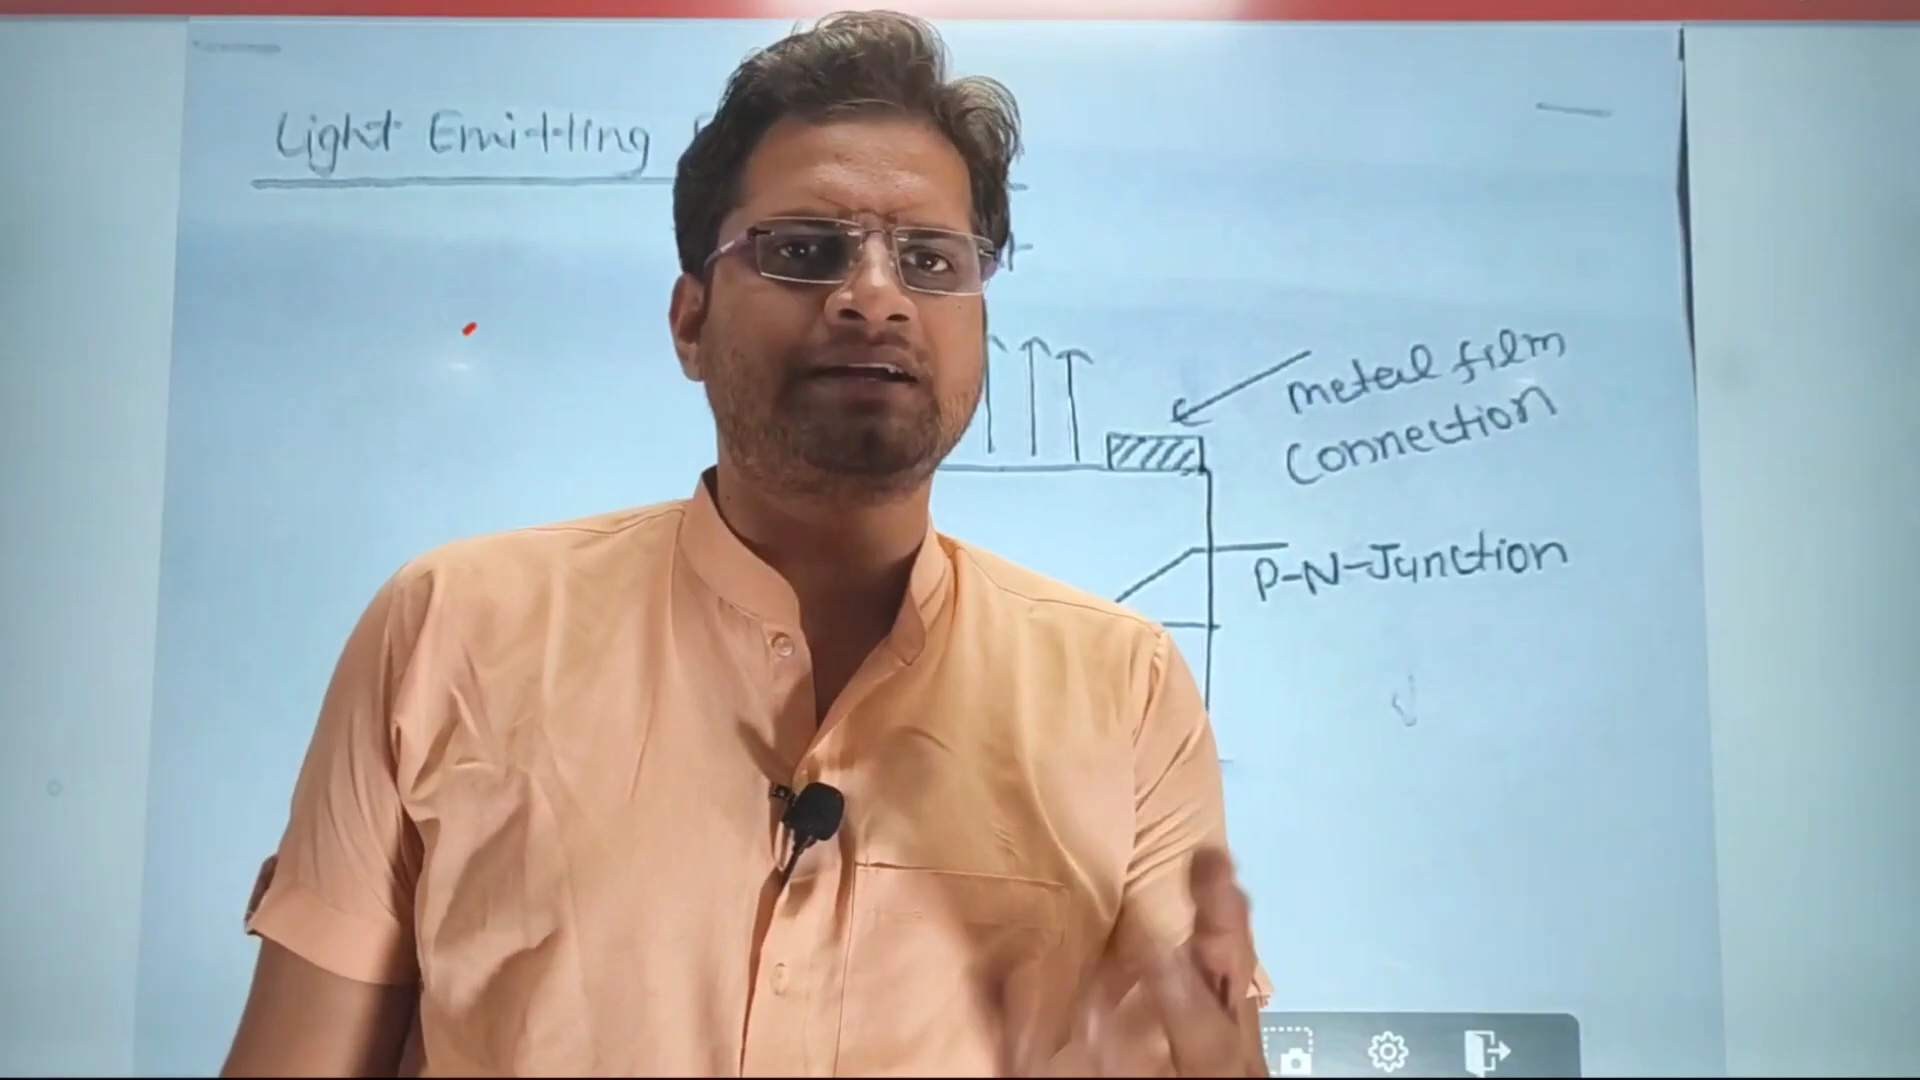 Light Emitting
metal film
connection
P-N-Junction